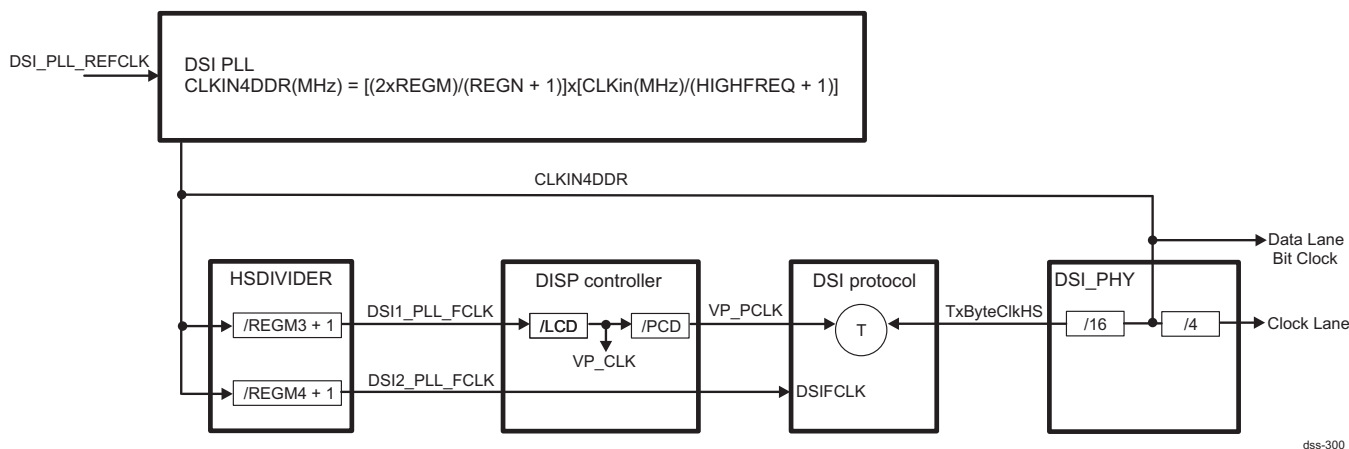 DSI_PLL_REFCLK
DSI PLL
CLKIN4DDR(MHz) = [(2xREGM)/(REGN + 1)]x[CLKin(MHz)/(HIGHFREQ + 1)]
CLKIN4DDR
Data Lane
Bit Clock
HSDIVIDER
DISP controller
DSI protocol
DSI_PHY
/REGM3 + 1
DSI1_PLL_FCLK
/LCD
/PCD
VP_PCLK
T
TxByteClkHS
/16
/4
Clock Lane
VP_CLK
/REGM4 + 1
DSI2_PLL_FCLK
DSIFCLK
dss-300